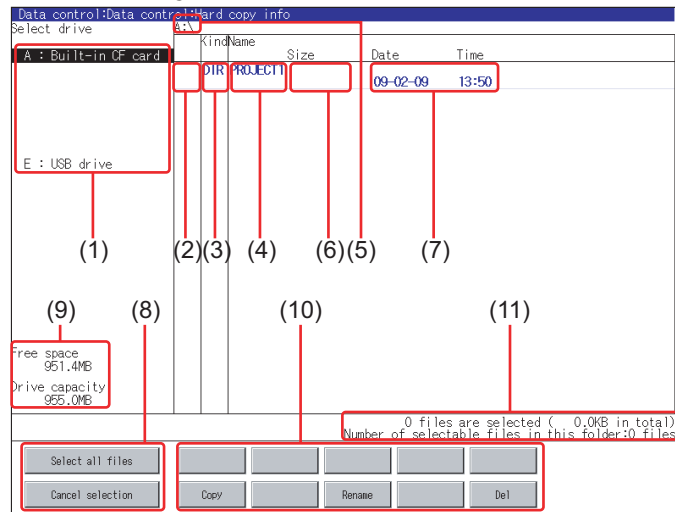 Data control:Data control:Hard copy info
Select drive A:\
Kind Name Size Date Time
A : Built-in CF card
DIR PROJECT1 09-02-09 13:50
E : USB drive
(1) (2) (3) (4) (6) (5) (7)
(9) (8) (10) (11)
Free space
951.4MB
Drive capacity
955.0MB
0 files are selected ( 0.0KB in total)
Number of selectable files in this folder:0 files
Select all files
Cancel selection Copy Rename Del